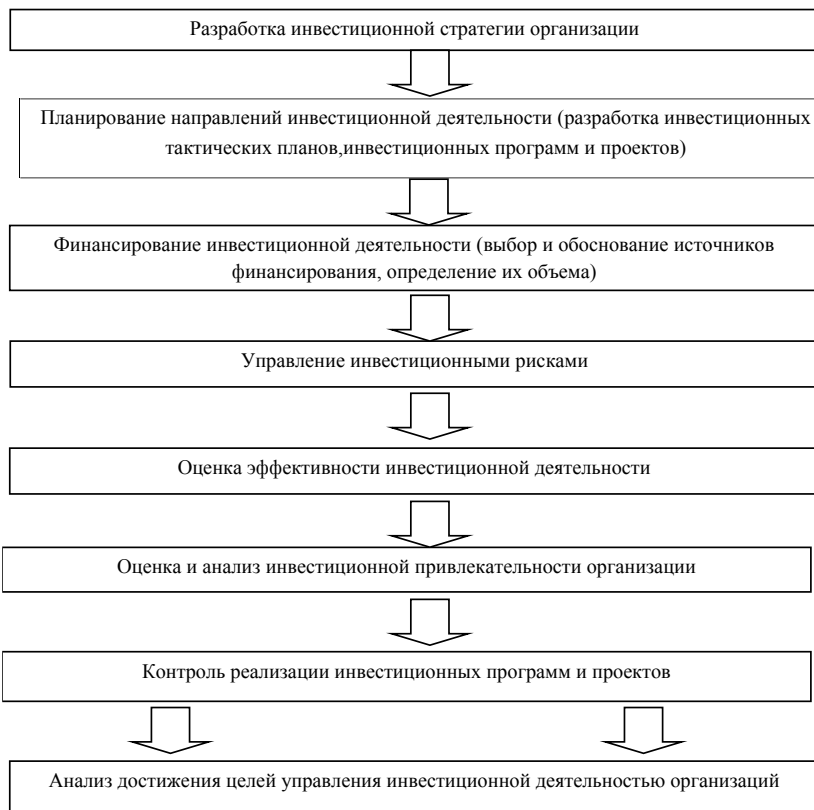 Разработка инвестиционной стратегии организации
Планирование направлений инвестиционной деятельности (разработка инвестиционных
тактических планов,инвестиционных программ и проектов)
Финансирование инвестиционной деятельности (выбор и обоснование источников
финансирования, определение их объема)
Управление инвестиционными рисками
Оценка эффективности инвестиционной деятельности
Оценка и анализ инвестиционной привлекательности организации
Контроль реализации инвестиционных программ и проектов
Анализ достижения целей управления инвестиционной деятельностью организаций